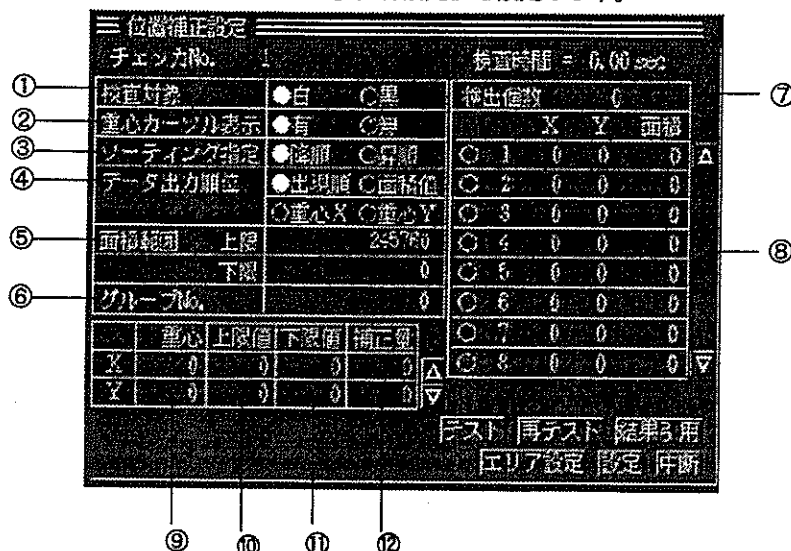 位置補正設定
チェッカNo. 1 検査時間 = 0.00 sec
① 検査対象 ●白 ○黒
② 重心カーソル表示 ●有 ○無
③ ソーティング指定 ●降順 ○昇順
④ データ出力順位 ●出現順 ○面積値
○重心X ○重心Y
⑤ 面積範囲 上限 245760
下限 0
⑥ グループNo. 0
検出個数 0 ⑦
X Y 面積
○ 1 0 0 0 △
○ 2 0 0 0
○ 3 0 0 0
○ 4 0 0 0 ⑧
○ 5 0 0 0
○ 6 0 0 0
○ 7 0 0 0
○ 8 0 0 0 ▽
重心 上限値 下限値 補正量
X 0 0 0 0 △
Y 0 0 0 0 ▽
テスト 再テスト 結果引用
エリア設定 設定 中断
⑨ ⑩ ⑪ ⑫